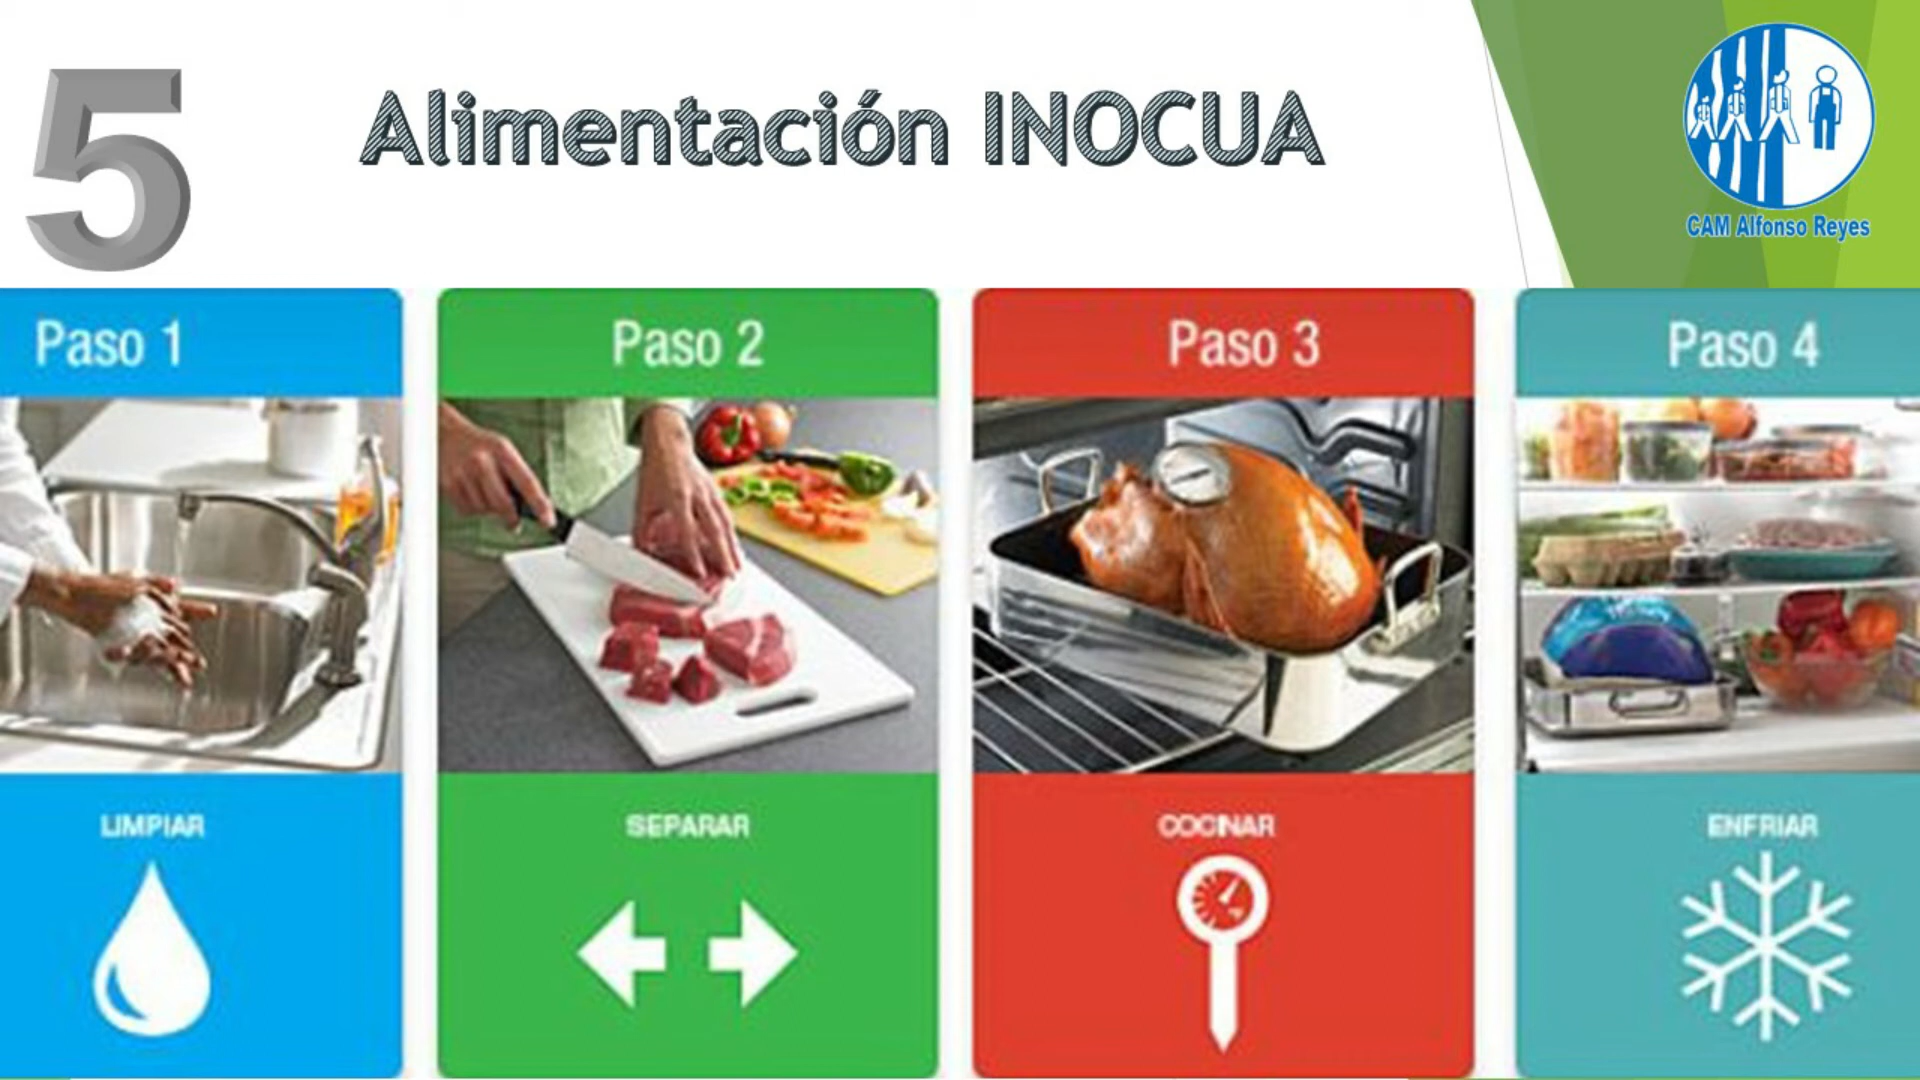 5
Alimentación INOCUA
CAM Alfonso Reyes
Paso 1
Paso 2
Paso 3
Paso 4
LIMPIAR
SEPARAR
COCINAR
ENFRIAR